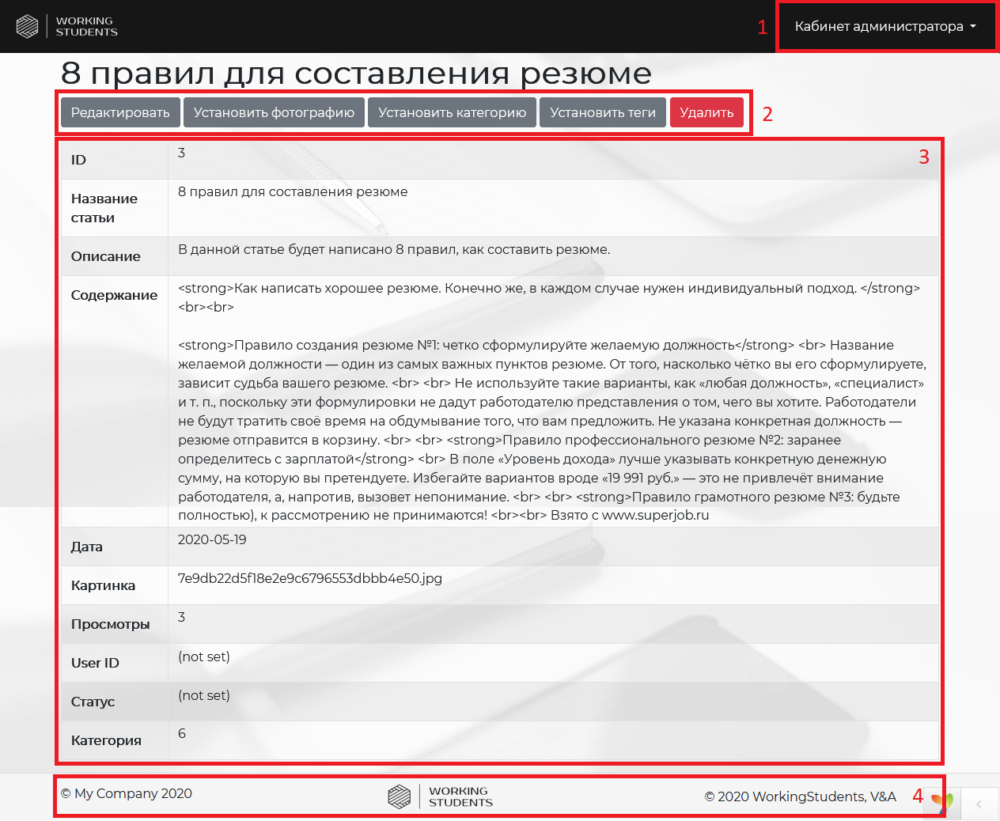 WORKING
STUDENTS
1
Кабинет администратора
8 правил для составления резюме
Редактировать Установить фотографию Установить категорию Установить теги Удалить
2
3
ID 3
Название статьи 8 правил для составления резюме
Описание В данной статье будет написано 8 правил, как составить резюме.
Содержание <strong>Как написать хорошее резюме. Конечно же, в каждом случае нужен индивидуальный подход. </strong>
<br><br>
<strong>Правило создания резюме №1: четко сформулируйте желаемую должность</strong> <br> Название
желаемой должности — один из самых важных пунктов резюме. От того, насколько чётко вы его сформулируете,
зависит судьба вашего резюме. <br> <br> Не используйте такие варианты, как «любая должность», «специалист»
и т. п., поскольку эти формулировки не дадут работодателю представления о том, чего вы хотите. Работодатели
не будут тратить своё время на обдумывание того, что вам предложить. Не указана конкретная должность —
резюме отправится в корзину. <br> <br> <strong>Правило профессионального резюме №2: заранее
определитесь с зарплатой</strong> <br> В поле «Уровень дохода» лучше указывать конкретную денежную
сумму, на которую вы претендуете. Избегайте вариантов вроде «19 991 руб.» — это не привлечёт внимание
работодателя, а, напротив, вызовет непонимание. <br> <br> <strong>Правило грамотного резюме №3: будьте
полностью), к рассмотрению не принимаются! <br><br> Взято с www.superjob.ru
Дата 2020-05-19
Картинка 7e9db22d5f18e2e9c6796553dbbb4e50.jpg
Просмотры 3
User ID (not set)
Статус (not set)
Категория 6
© My Company 2020
WORKING
STUDENTS
© 2020 WorkingStudents, V&A
4